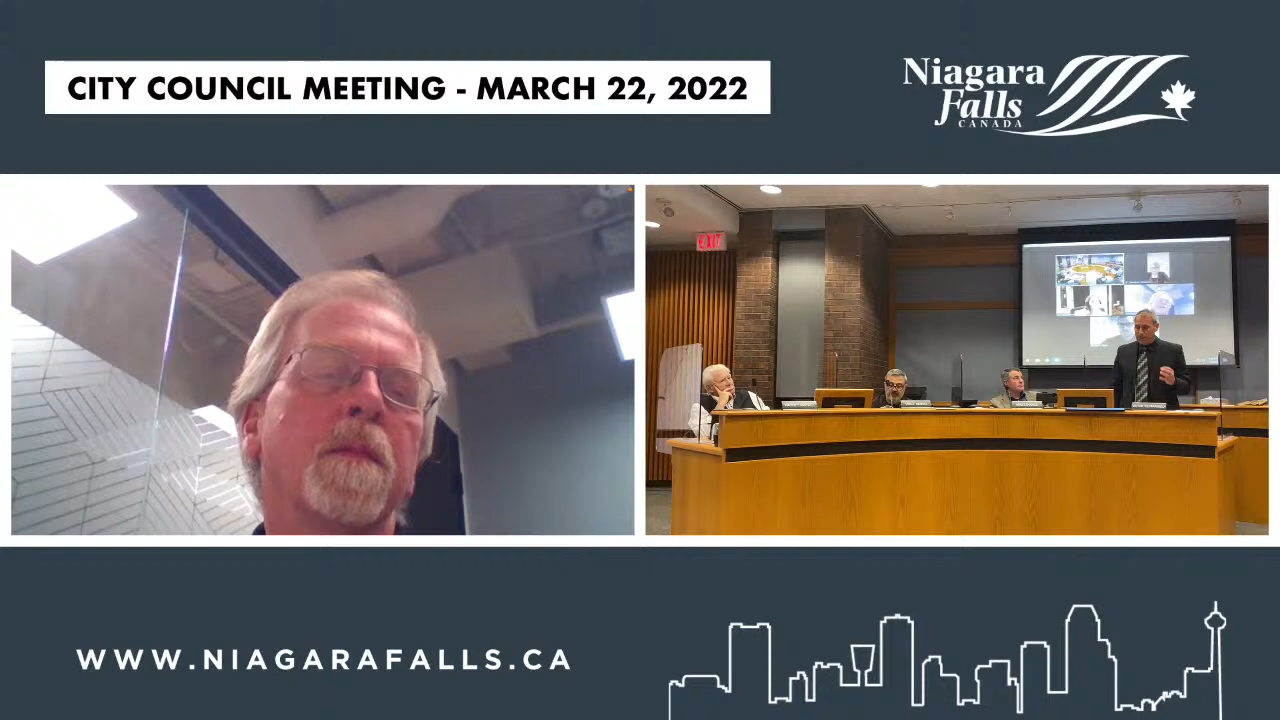 CITY COUNCIL MEETING - MARCH 22, 2022
Niagara
Falls
CANADA
EXIT
WWW.NIAGARAFALLS.CA